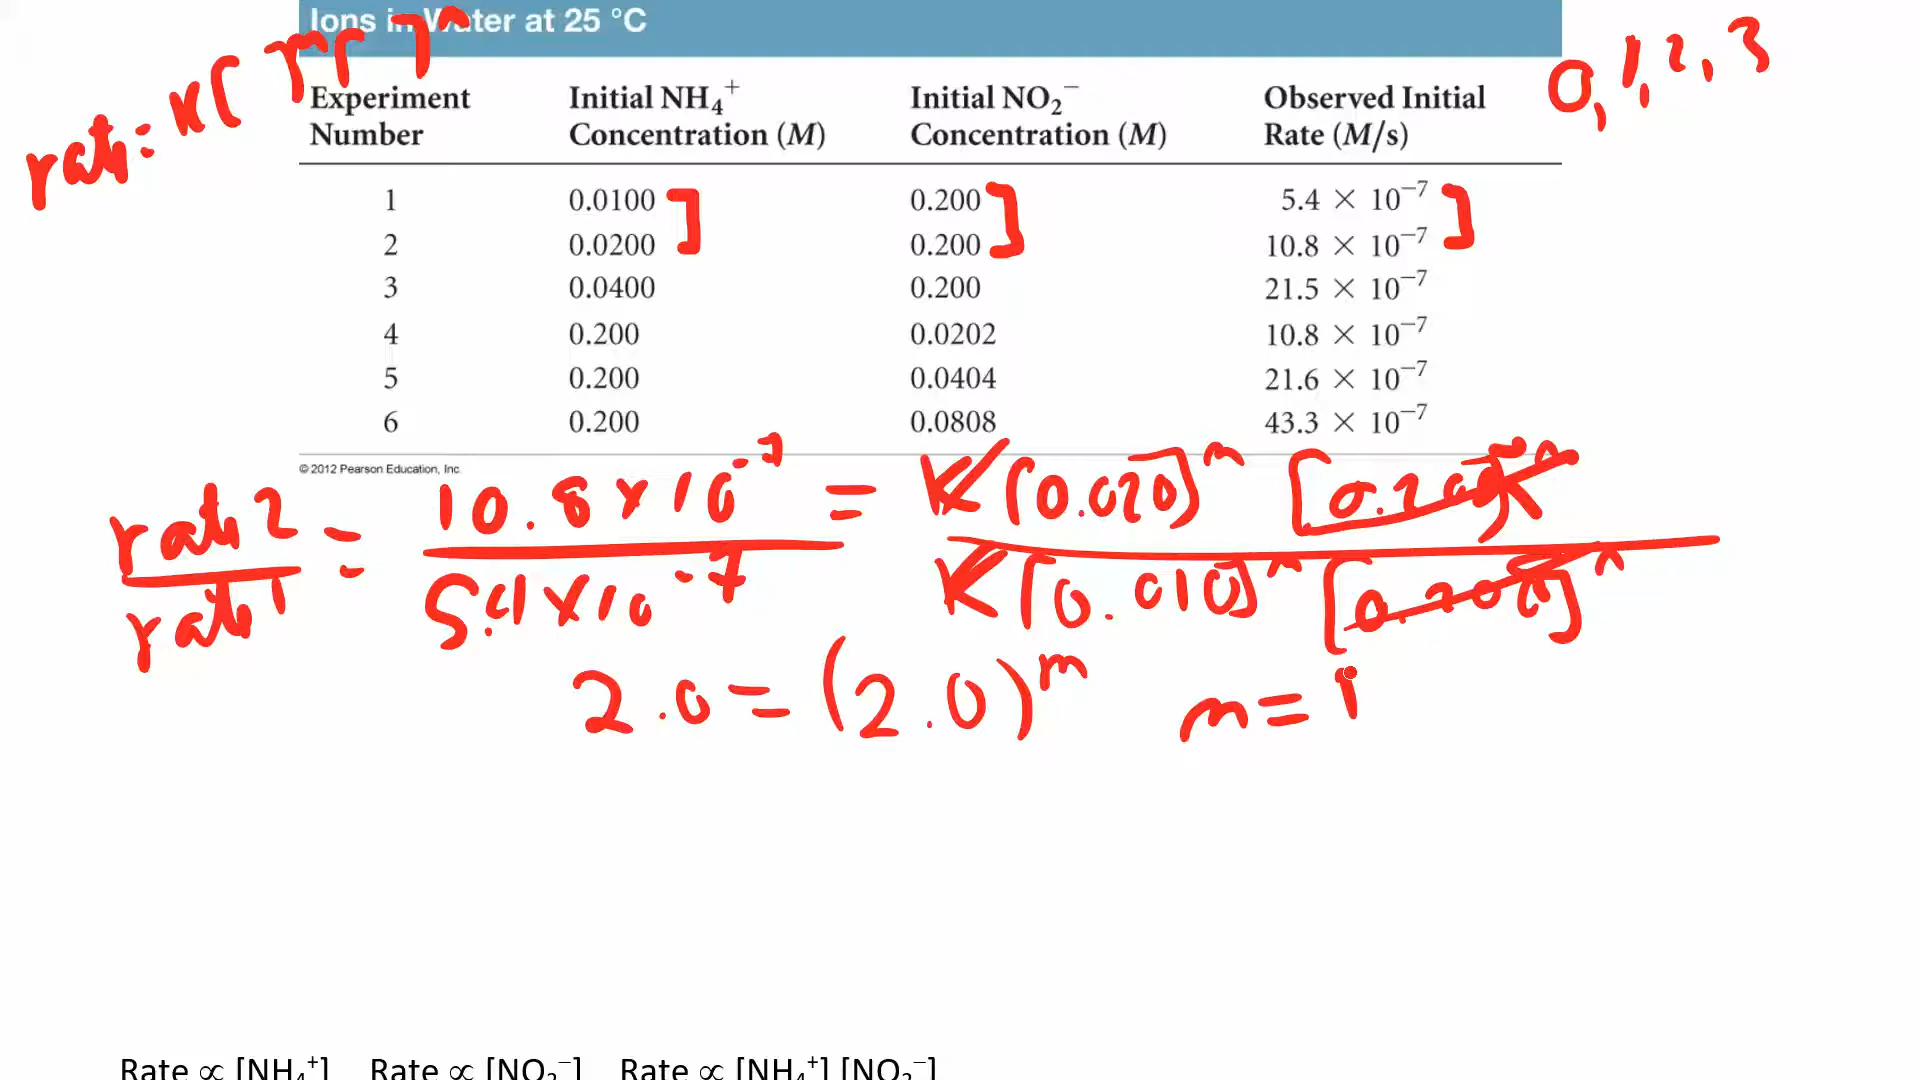 Ions in Water at 25 °C
rate = K[ ]ᵐ[ ]ⁿ
0, 1, 2, 3
Experiment Number Initial NH₄⁺ Concentration (M) Initial NO₂⁻ Concentration (M) Observed Initial Rate (M/s)
1 0.0100 0.200 5.4 × 10⁻⁷
2 0.0200 0.200 10.8 × 10⁻⁷
3 0.0400 0.200 21.5 × 10⁻⁷
4 0.200 0.0202 10.8 × 10⁻⁷
5 0.200 0.0404 21.6 × 10⁻⁷
6 0.200 0.0808 43.3 × 10⁻⁷
© 2012 Pearson Education, Inc.
rate 2 / rate 1 = 10.8 x 10⁻⁷ / 5.4 x 10⁻⁷ = K[0.020]ᵐ [0.200]ⁿ / K[0.010]ᵐ [0.200]ⁿ
2.0 = (2.0)ᵐ m = 1
Rate ∝ [NH₄⁺] Rate ∝ [NO₂⁻] Rate ∝ [NH₄⁺] [NO₂⁻]